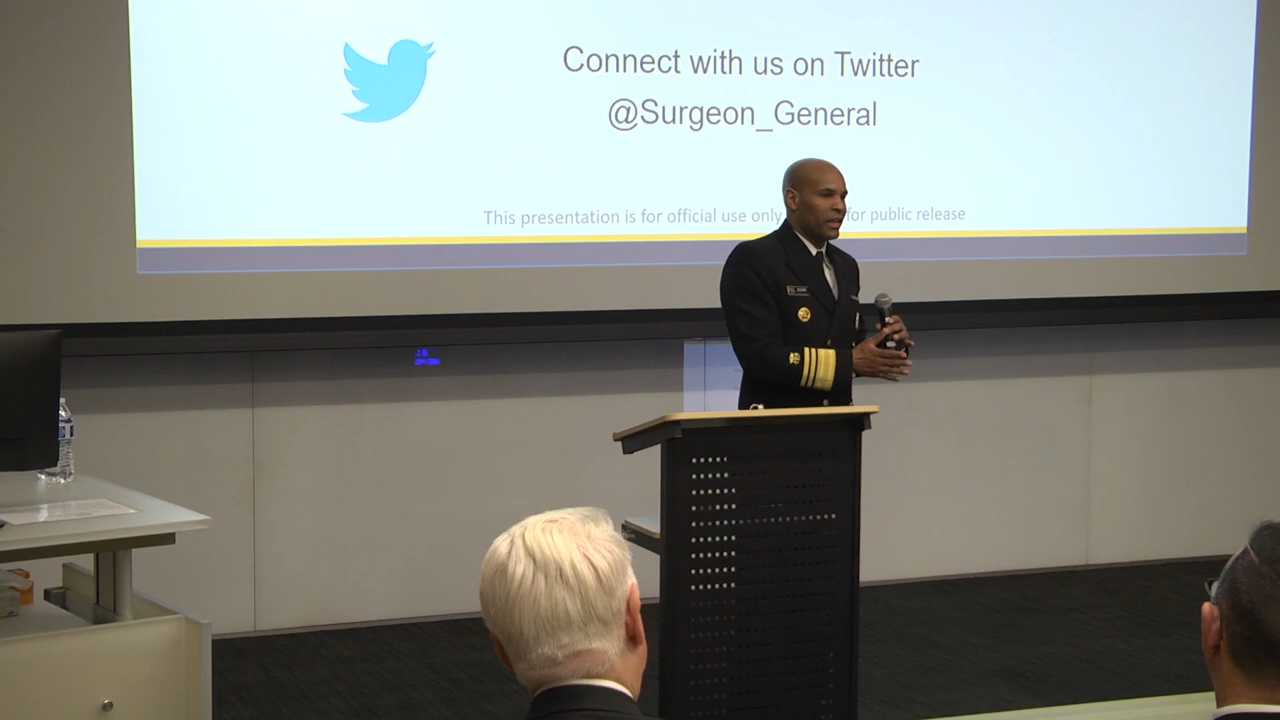 Connect with us on Twitter
@Surgeon_General
This presentation is for official use only for public release